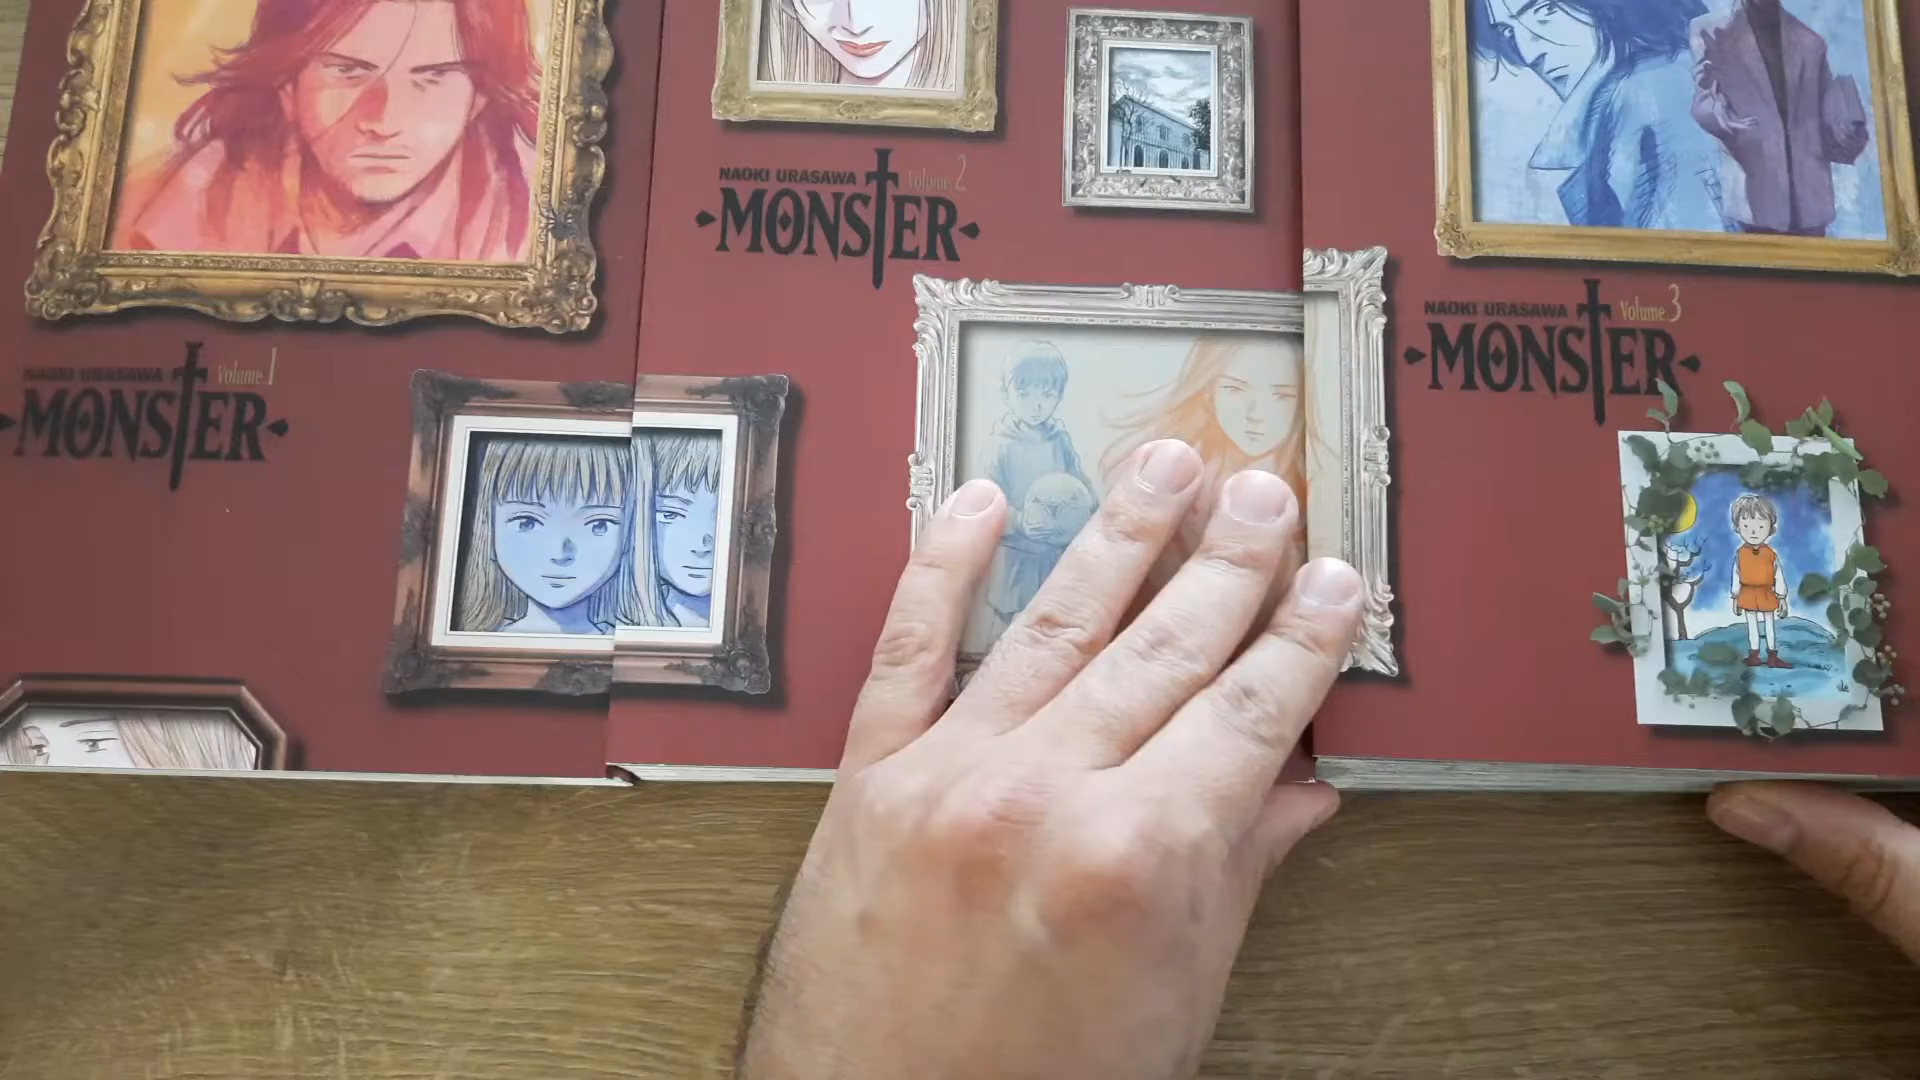 NAOKI URASAWA Volume.1
MONSTER
NAOKI URASAWA Volume.2
MONSTER
NAOKI URASAWA Volume.3
MONSTER